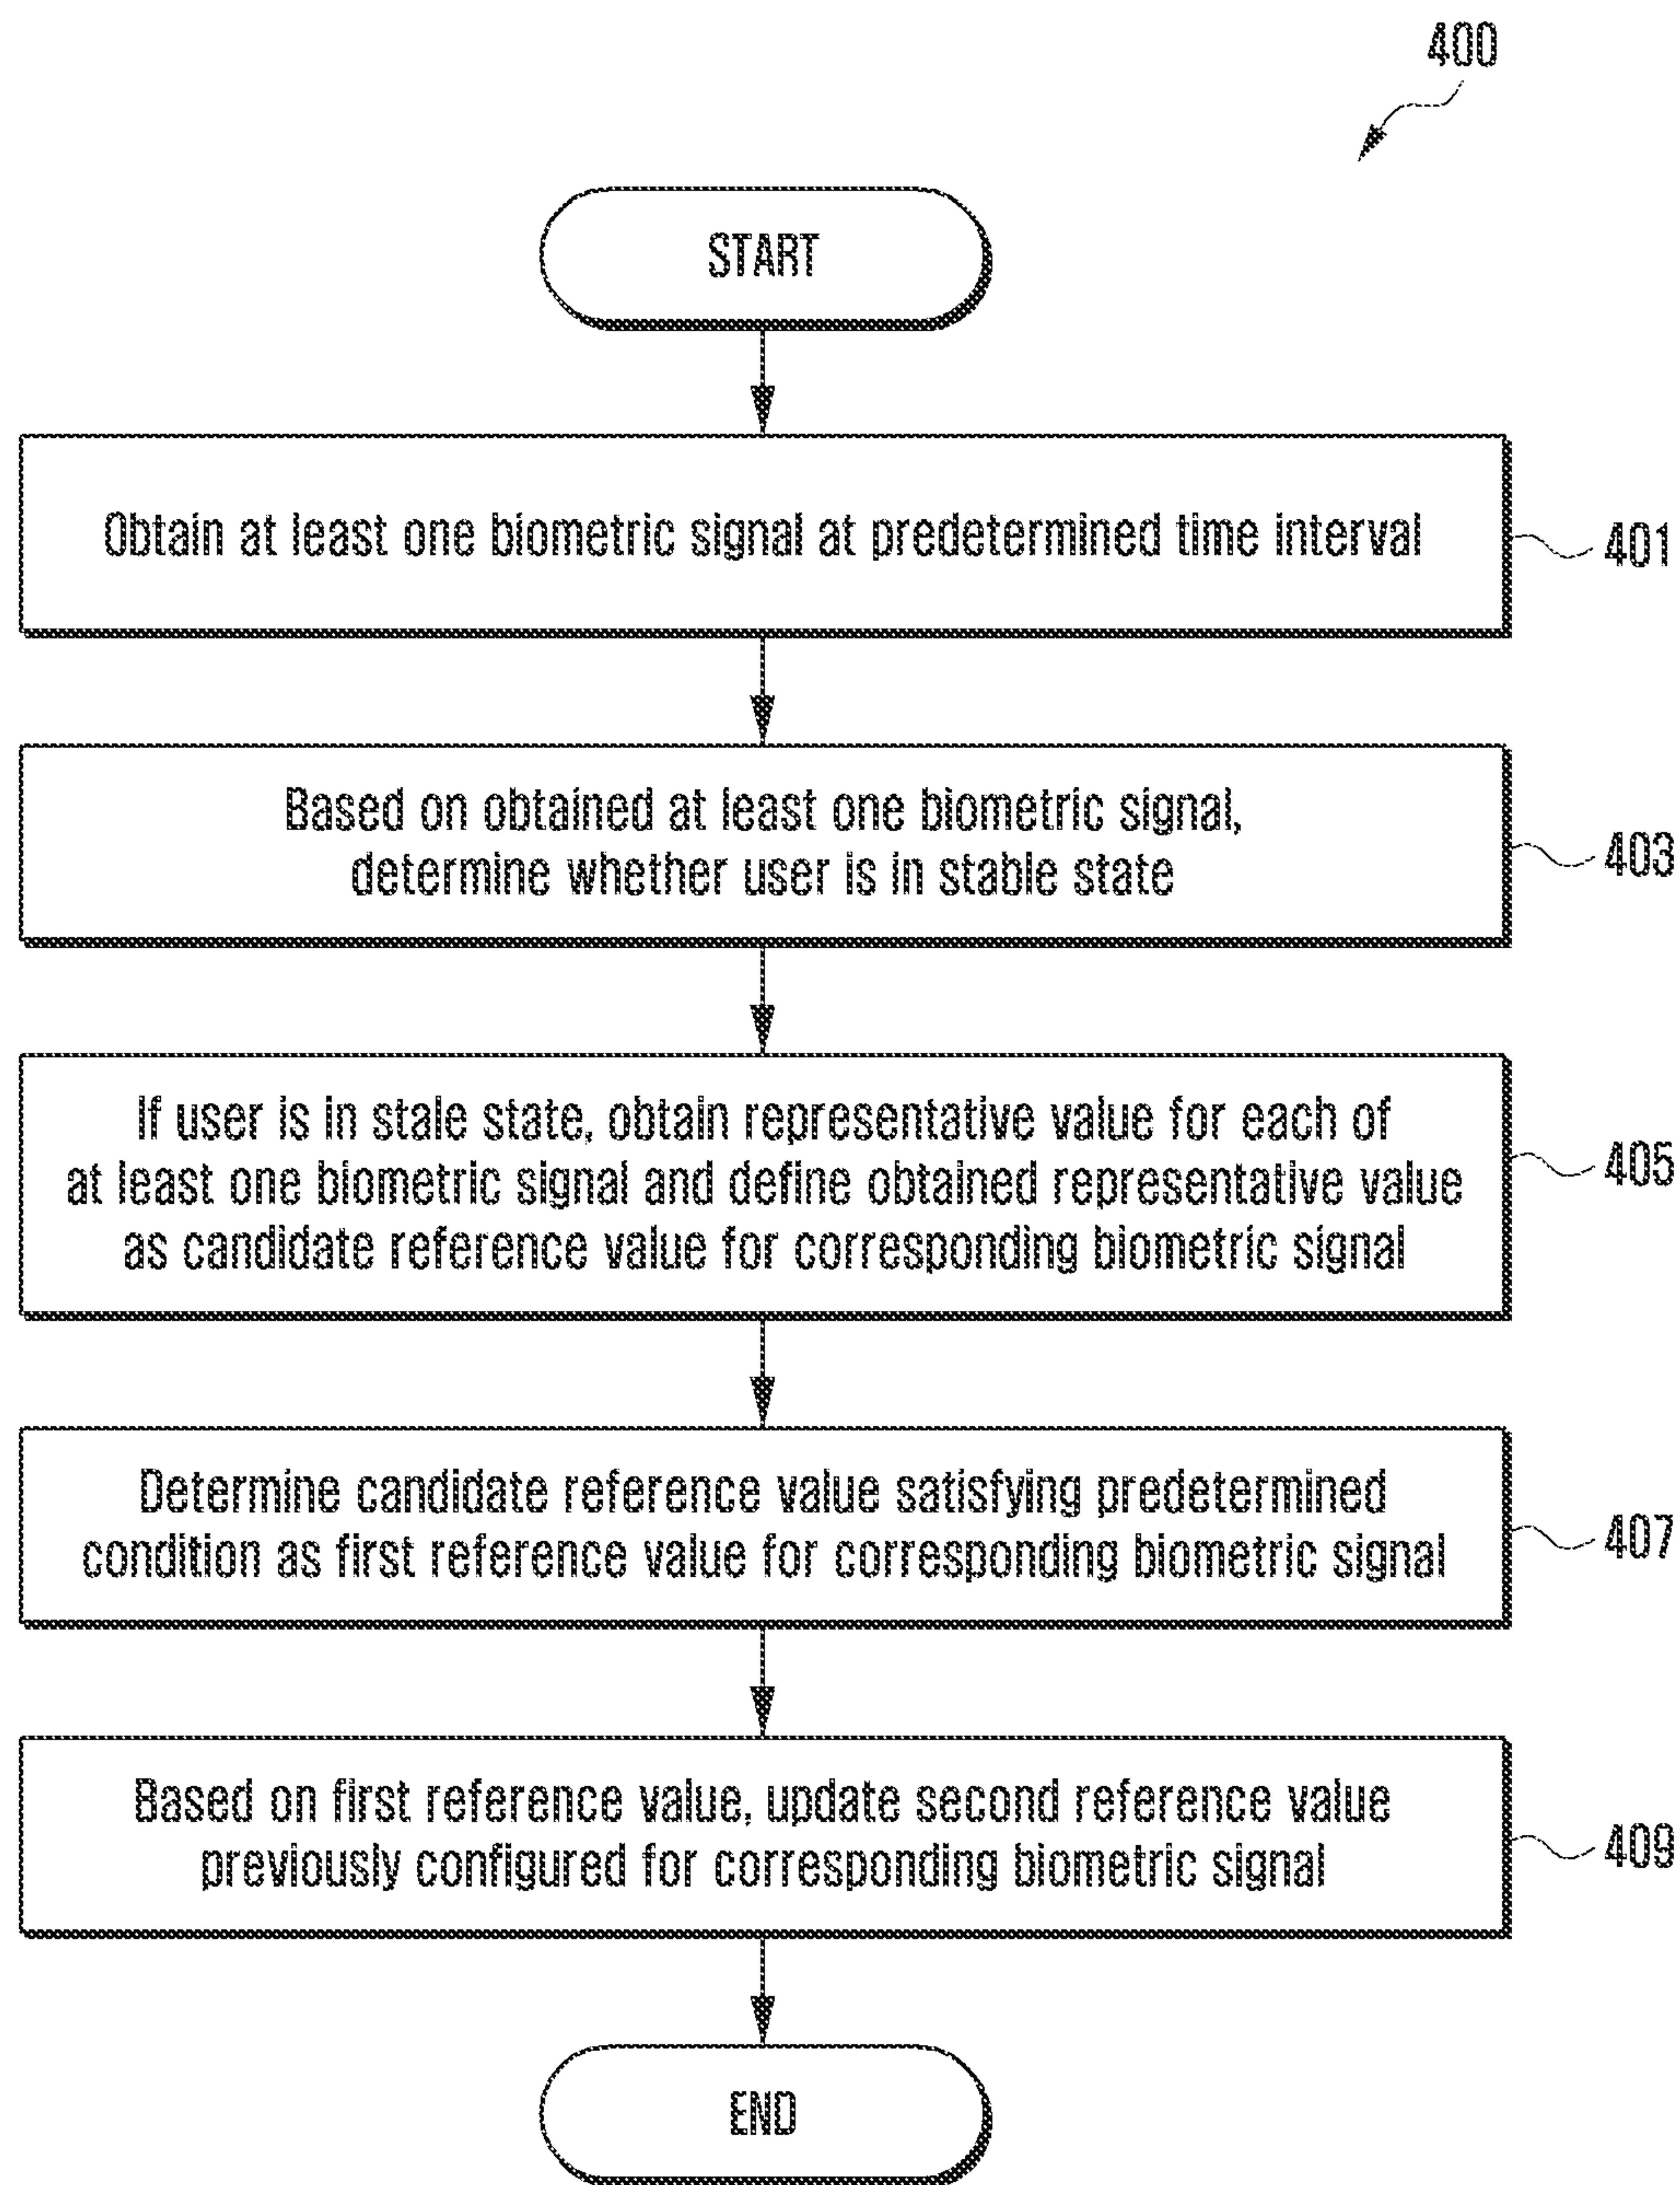 400
START
Obtain at least one biometric signal at predetermined time interval
401
Based on obtained at least one biometric signal,
determine whether user is in stable state
403
If user is in stale state, obtain representative value for each of
at least one biometric signal and define obtained representative value
as candidate reference value for corresponding biometric signal
405
Determine candidate reference value satisfying predetermined
condition as first reference value for corresponding biometric signal
407
Based on first reference value, update second reference value
previously configured for corresponding biometric signal
409
END